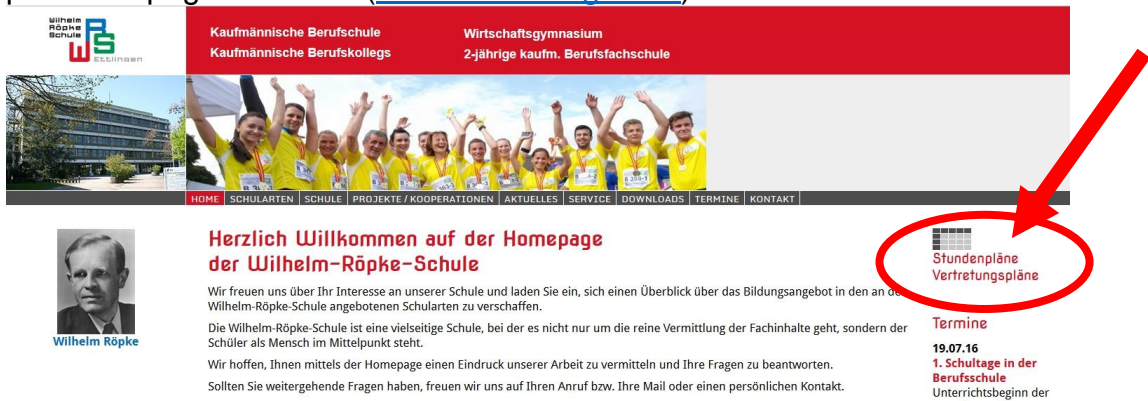 Wilhelm
Röpke
Schule
Ettlingen
Kaufmännische Berufschule
Kaufmännische Berufskollegs
Wirtschaftsgymnasium
2-jährige kaufm. Berufsfachschule
HOME SCHULARTEN SCHULE PROJEKTE / KOOPERATIONEN AKTUELLES SERVICE DOWNLOADS TERMINE KONTAKT
Wilhelm Röpke
Herzlich Willkommen auf der Homepage
der Wilhelm-Röpke-Schule
Wir freuen uns über Ihr Interesse an unserer Schule und laden Sie ein, sich einen Überblick über das Bildungsangebot in den an de
Wilhelm-Röpke-Schule angebotenen Schularten zu verschaffen.
Die Wilhelm-Röpke-Schule ist eine vielseitige Schule, bei der es nicht nur um die reine Vermittlung der Fachinhalte geht, sondern der
Schüler als Mensch im Mittelpunkt steht.
Wir hoffen, Ihnen mittels der Homepage einen Eindruck unserer Arbeit zu vermitteln und Ihre Fragen zu beantworten.
Sollten Sie weitergehende Fragen haben, freuen wir uns auf Ihren Anruf bzw. Ihre Mail oder einen persönlichen Kontakt.
Stundenpläne
Vertretungspläne
Termine
19.07.16
1. Schultage in der
Berufsschule
Unterrichtsbeginn der